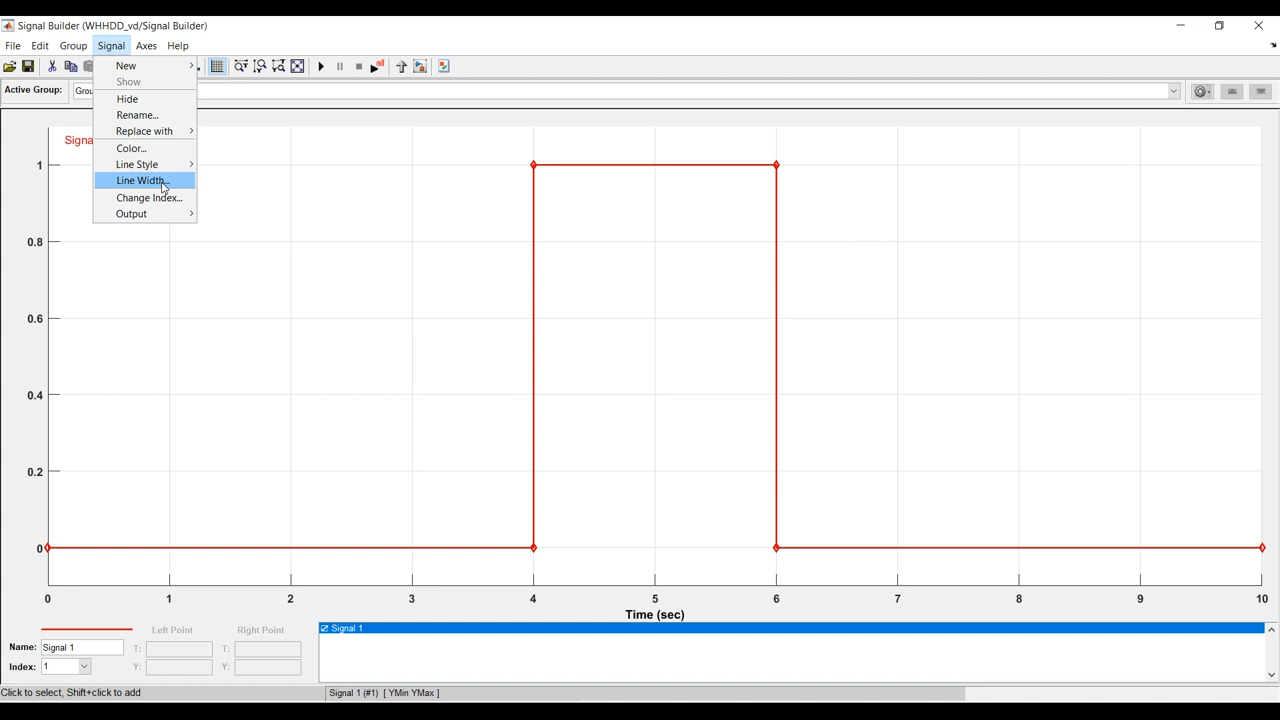 Signal Builder (WHHDD_vd/Signal Builder)
File Edit Group Signal Axes Help
Active Group:
New
Show
Hide
Rename...
Replace with
Color...
Line Style
Line Width...
Change Index...
Output
all
1
0.8
0.6
0.4
0.2
0
0 1 2 3 4 5 6 7 8 9 10
Time (sec)
Left Point Right Point
Name: Signal 1 T: T:
Index: 1 Y: Y:
Signal 1
Click to select, Shift+click to add
Signal 1 (#1) [ YMin YMax ]